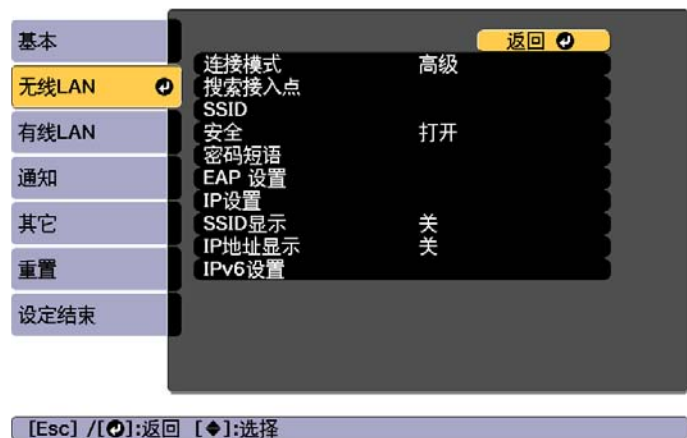 基本
无线LAN
有线LAN
通知
其它
重置
设定结束
返回
连接模式 高级
搜索接入点
SSID
安全 打开
密码短语
EAP 设置
IP设置
SSID显示 关
IP地址显示 关
IPv6设置
[Esc] /[]:返回 [◆]:选择